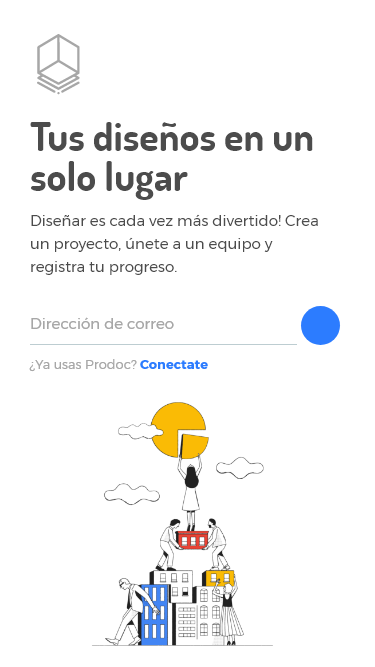 Tus diseños en un
solo lugar
Diseñar es cada vez más divertido! Crea
un proyecto, únete a un equipo y
registra tu progreso.
Dirección de correo
¿Ya usas Prodoc? Conectate